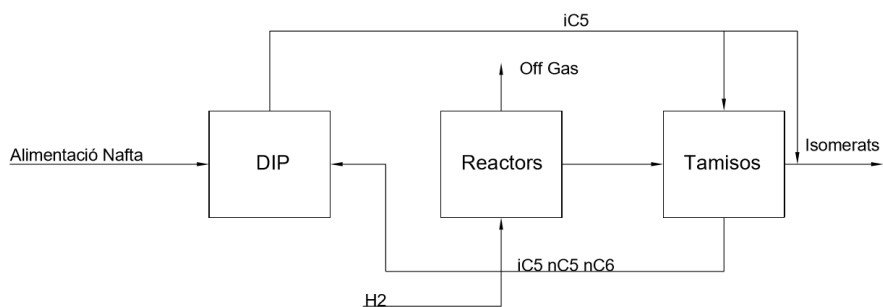 iC5
Off Gas
Alimentació Nafta
DIP
Reactors
Tamisos
Isomerats
iC5 nC5 nC6
H2